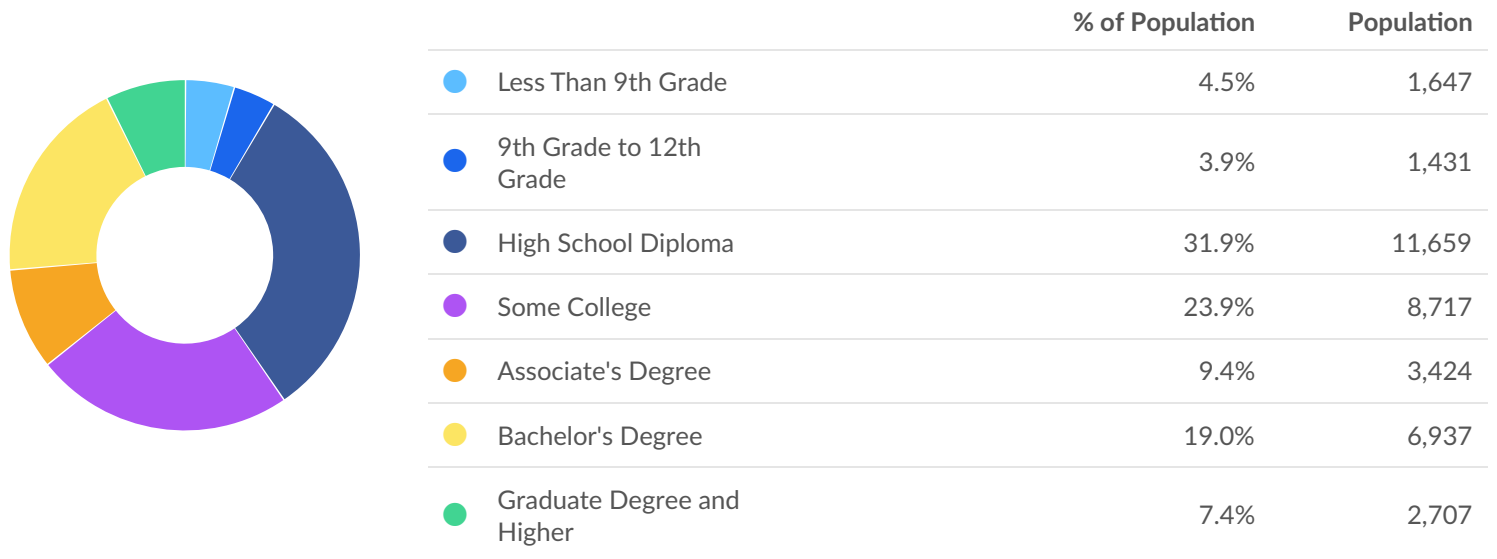 % of Population Population
Less Than 9th Grade 4.5% 1,647
9th Grade to 12th
Grade 3.9% 1,431
High School Diploma 31.9% 11,659
Some College 23.9% 8,717
Associate's Degree 9.4% 3,424
Bachelor's Degree 19.0% 6,937
Graduate Degree and
Higher 7.4% 2,707